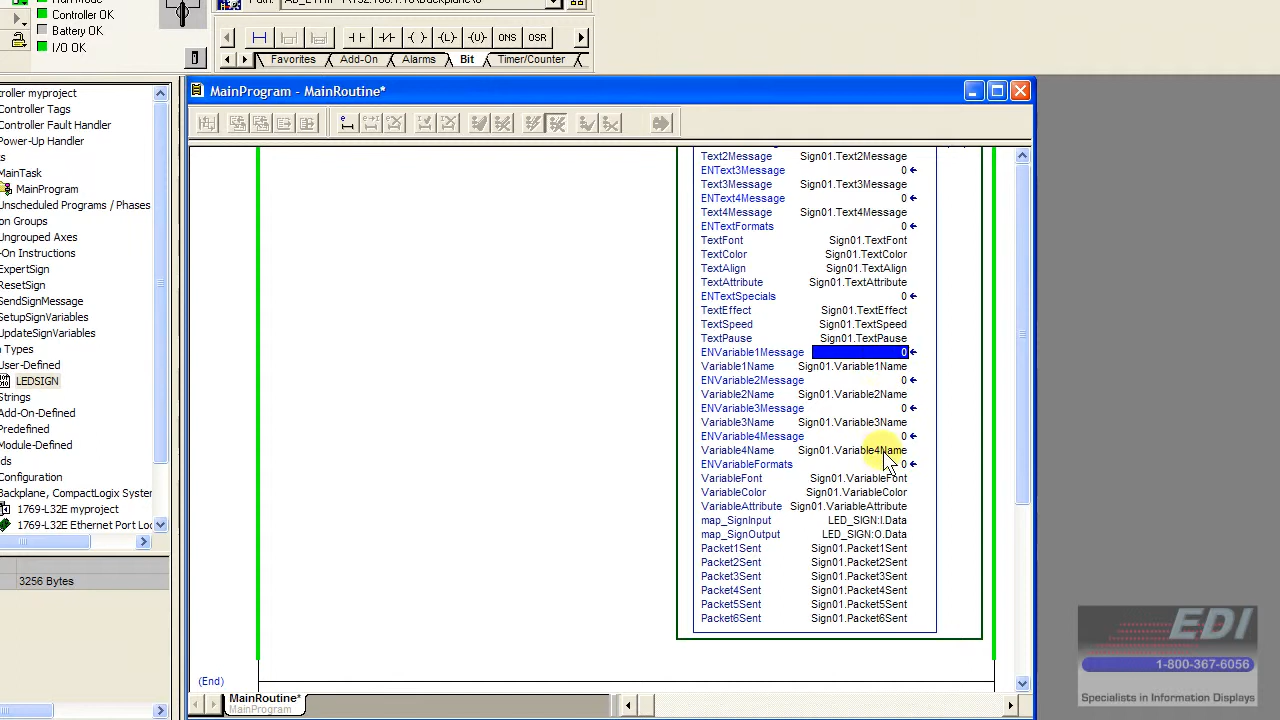 Controller OK
Battery OK
I/O OK
ONS
OSR
Favorites
Add-On
Alarms
Bit
Timer/Counter
MainProgram - MainRoutine*
troller myproject
Controller Tags
Controller Fault Handler
Power-Up Handler
ks
MainTask
MainProgram
Unscheduled Programs / Phases
on Groups
Ungrouped Axes
-On Instructions
ExpertSign
ResetSign
SendSignMessage
SetupSignVariables
UpdateSignVariables
Types
User-Defined
LEDSIGN
Strings
Add-On-Defined
Predefined
Module-Defined
ds
Configuration
Backplane, CompactLogix System
1769-L32E myproject
1769-L32E Ethernet Port Loc
3256 Bytes
Text2Message Sign01.Text2Message
ENText3Message 0
Text3Message Sign01.Text3Message
ENText4Message 0
Text4Message Sign01.Text4Message
ENTextFormats 0
TextFont Sign01.TextFont
TextColor Sign01.TextColor
TextAlign Sign01.TextAlign
TextAttribute Sign01.TextAttribute
ENTextSpecials 0
TextEffect Sign01.TextEffect
TextSpeed Sign01.TextSpeed
TextPause Sign01.TextPause
ENVariable1Message 0
Variable1Name Sign01.Variable1Name
ENVariable2Message 0
Variable2Name Sign01.Variable2Name
ENVariable3Message 0
Variable3Name Sign01.Variable3Name
ENVariable4Message 0
Variable4Name Sign01.Variable4Name
ENVariableFormats 0
VariableFont Sign01.VariableFont
VariableColor Sign01.VariableColor
VariableAttribute Sign01.VariableAttribute
map_SignInput LED_SIGN:I.Data
map_SignOutput LED_SIGN:O.Data
Packet1Sent Sign01.Packet1Sent
Packet2Sent Sign01.Packet2Sent
Packet3Sent Sign01.Packet3Sent
Packet4Sent Sign01.Packet4Sent
Packet5Sent Sign01.Packet5Sent
Packet6Sent Sign01.Packet6Sent
(End)
MainRoutine*
MainProgram
EDI
1-800-367-6056
Specialists in Information Displays